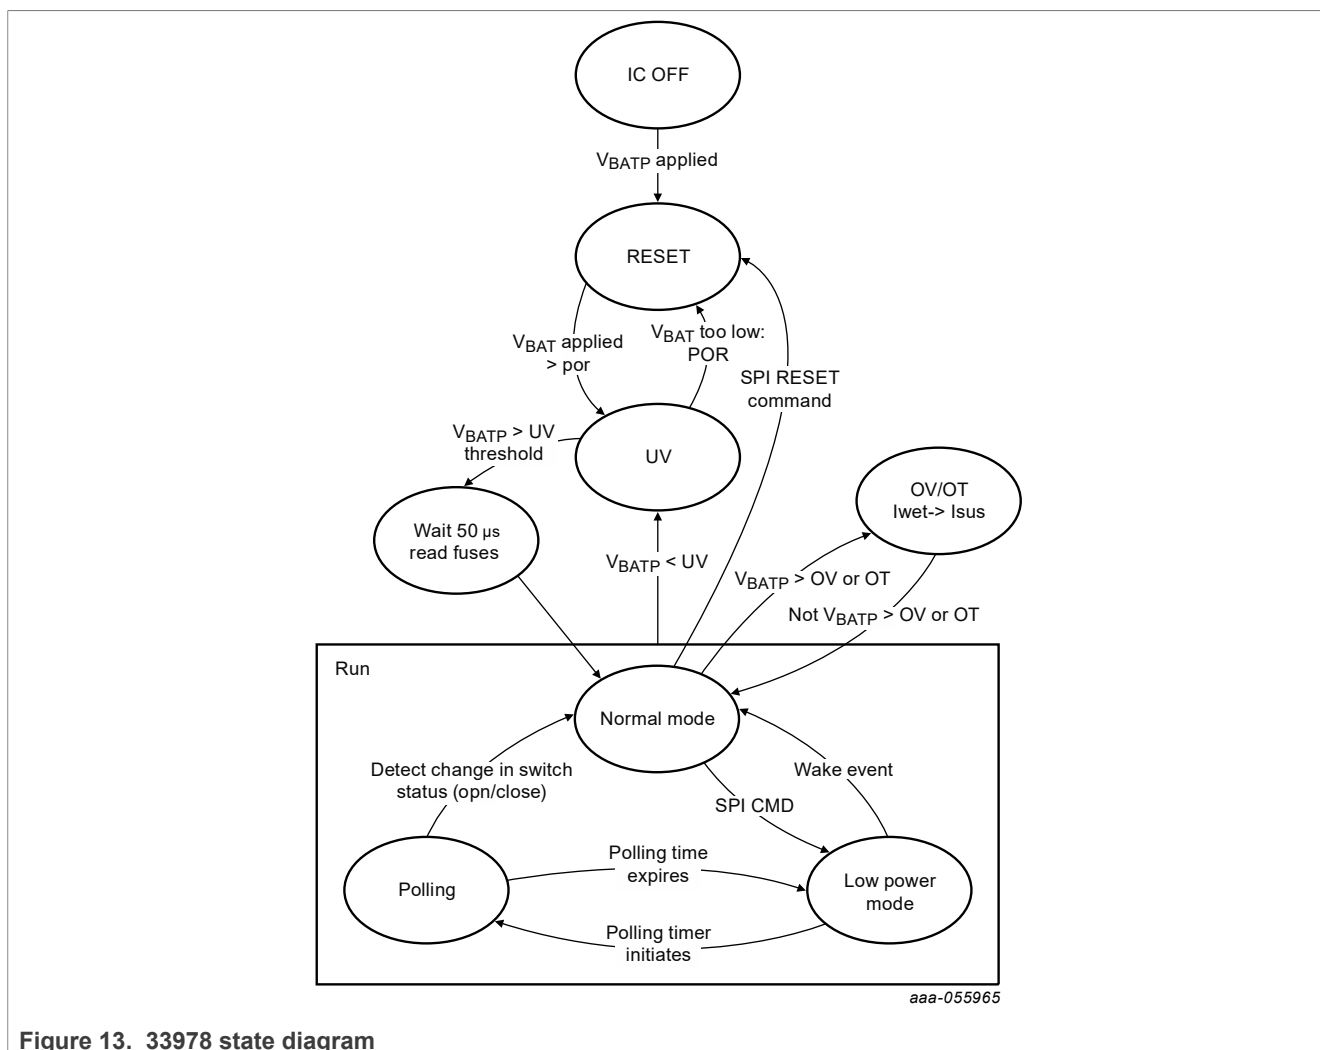 IC OFF
VBATP applied
RESET
VBAT applied
> por
VBAT too low:
POR
SPI RESET
command
VBATP > UV
threshold
UV
OV/OT
Iwet-> Isus
Wait 50 µs
read fuses
VBATP < UV
VBATP > OV or OT
Not VBATP > OV or OT
Run
Normal mode
Detect change in switch
status (opn/close)
Wake event
SPI CMD
Polling time
expires
Polling
Low power
mode
Polling timer
initiates
aaa-055965
Figure 13. 33978 state diagram